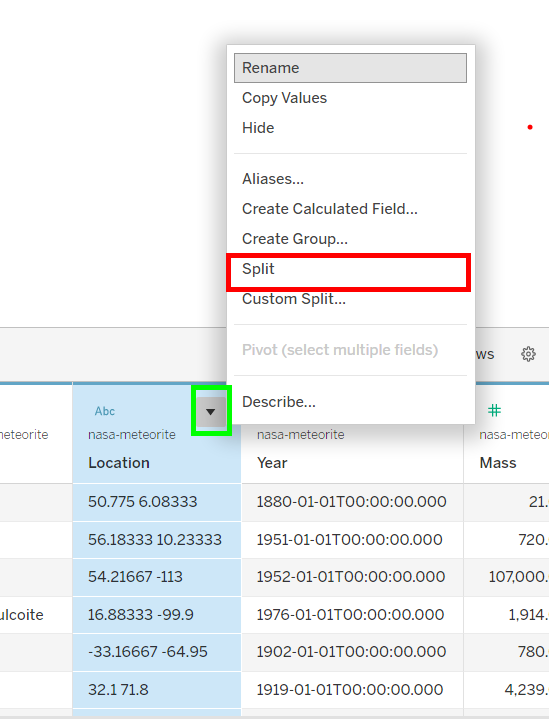 Rename
Copy Values
Hide
Aliases...
Create Calculated Field...
Create Group...
Split
Custom Split...
Pivot (select multiple fields)
ws
Describe...
Abc
#
neteorite nasa-meteorite nasa-meteorite nasa-meteor
Location Year Mass
50.775 6.08333 1880-01-01T00:00:00.000 21.
56.18333 10.23333 1951-01-01T00:00:00.000 720.
54.21667 -113 1952-01-01T00:00:00.000 107,000.
ulcoite 16.88333 -99.9 1976-01-01T00:00:00.000 1,914.
-33.16667 -64.95 1902-01-01T00:00:00.000 780.
32.1 71.8 1919-01-01T00:00:00.000 4,239.